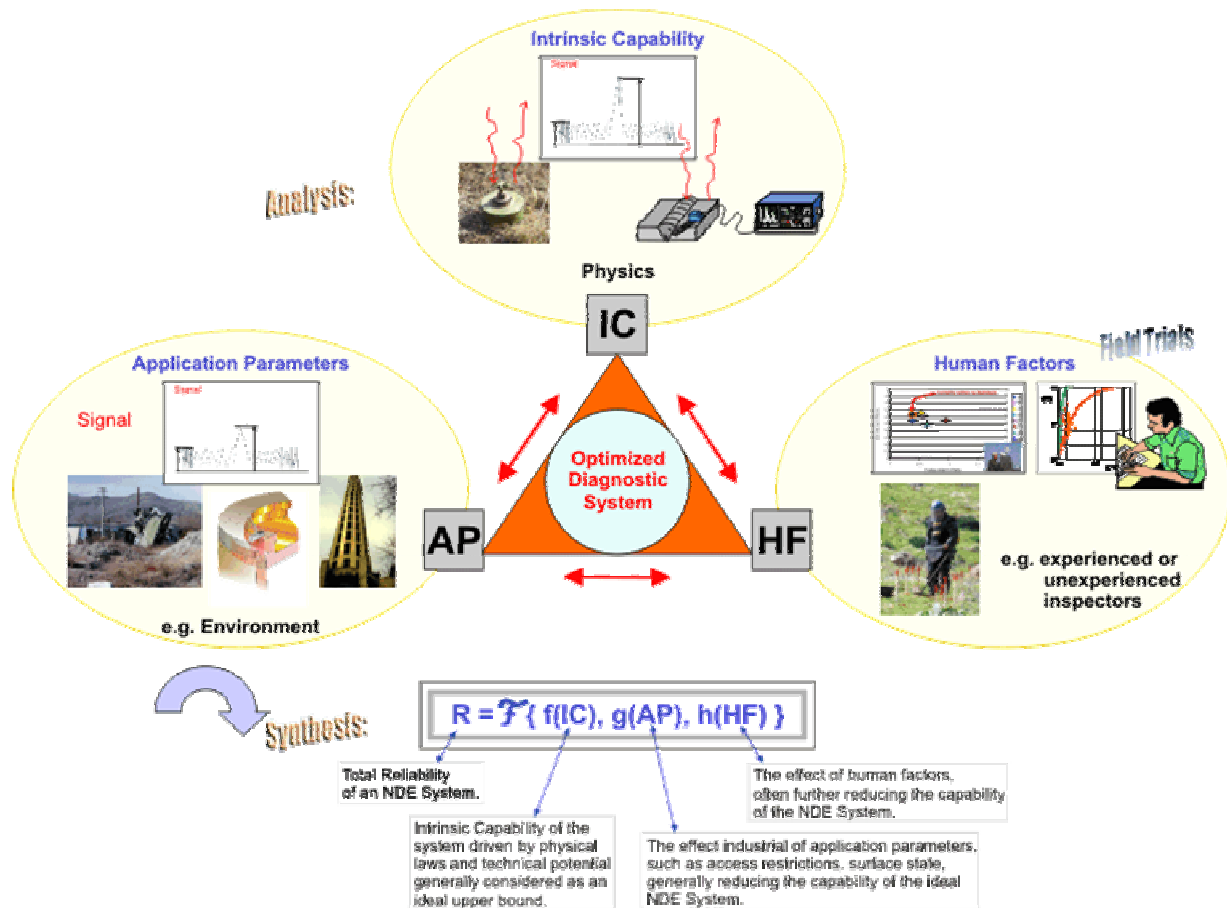 Intrinsic Capability
Signal
Analysis:
Physics
IC
Application Parameters
Signal
Signal
e.g. Environment
AP
Optimized
Diagnostic
System
HF
Field Trials
Human Factors
e.g. experienced or
unexperienced
inspectors
Synthesis:
R = ℱ{ f(IC), g(AP), h(HF) }
Total Reliability
of an NDE System.
Intrinsic Capability of the
system driven by physical
laws and technical potential
generally considered as an
ideal upper bound.
The effect industrial of application parameters,
such as access restrictions, surface state,
generally reducing the capability of the ideal
NDE System.
The effect of human factors,
often further reducing the capability
of the NDE System.